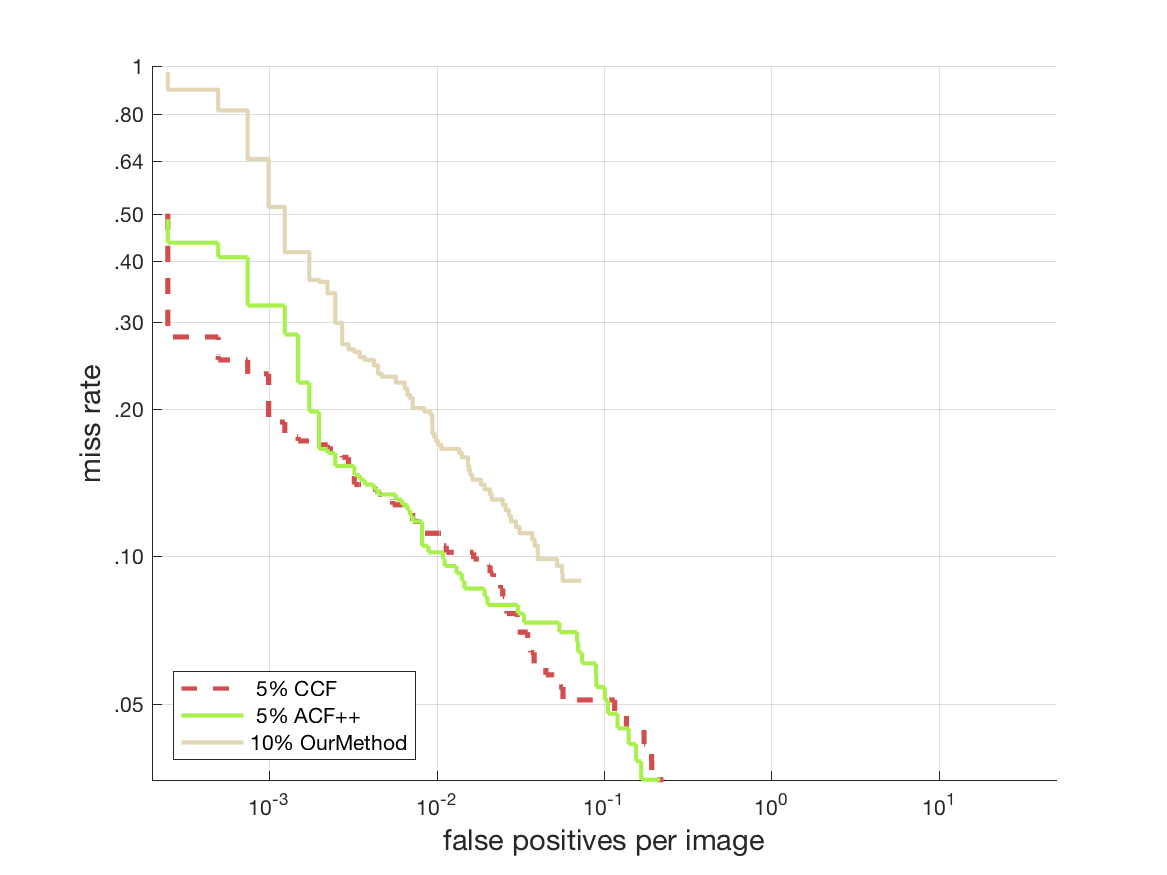 1
.80
.64
.50
.40
.30
.20
.10
.05
miss rate
5% CCF
5% ACF++
10% OurMethod
10^-3 10^-2 10^-1 10^0 10^1
false positives per image